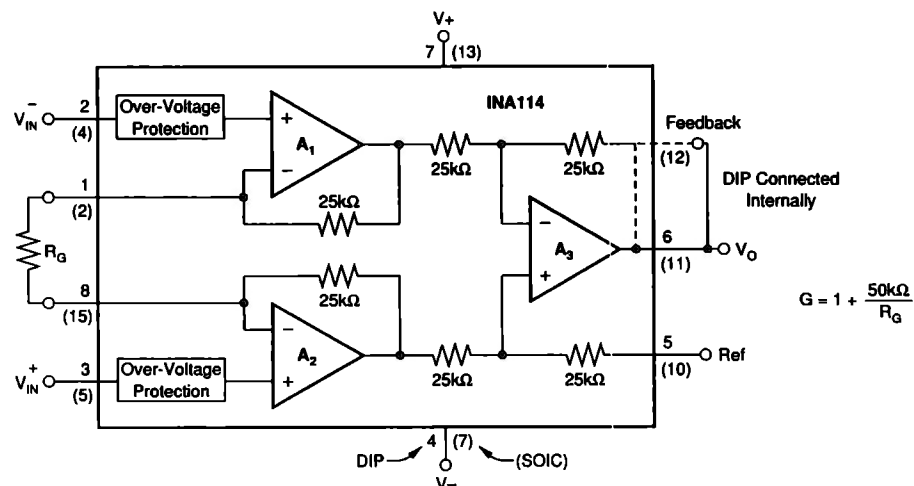 V+
7 (13)
INA114
2
V⁻IN
(4)
Over-Voltage
Protection
+
A1
−
25kΩ
25kΩ
25kΩ
Feedback
(12)
DIP Connected
Internally
1
(2)
RG
8
(15)
25kΩ
−
A3
+
6
(11)
VO
G = 1 + 50kΩ
RG
−
A2
+
3
V⁺IN
(5)
Over-Voltage
Protection
25kΩ
25kΩ
5
(10)
Ref
4 (7)
DIP
(SOIC)
V−